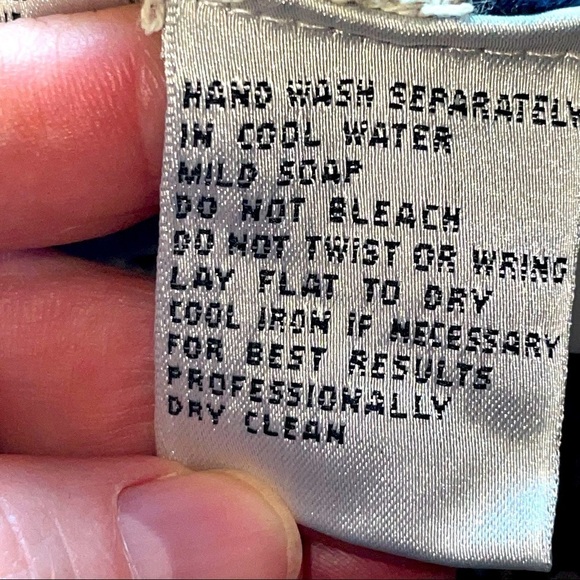 HAND WASH SEPARATELY
IN COOL WATER
MILD SOAP
DO NOT BLEACH
DO NOT TWIST OR WRING
LAY FLAT TO DRY
COOL IRON IF NECESSARY
FOR BEST RESULTS
PROFESSIONALLY
DRY CLEAN